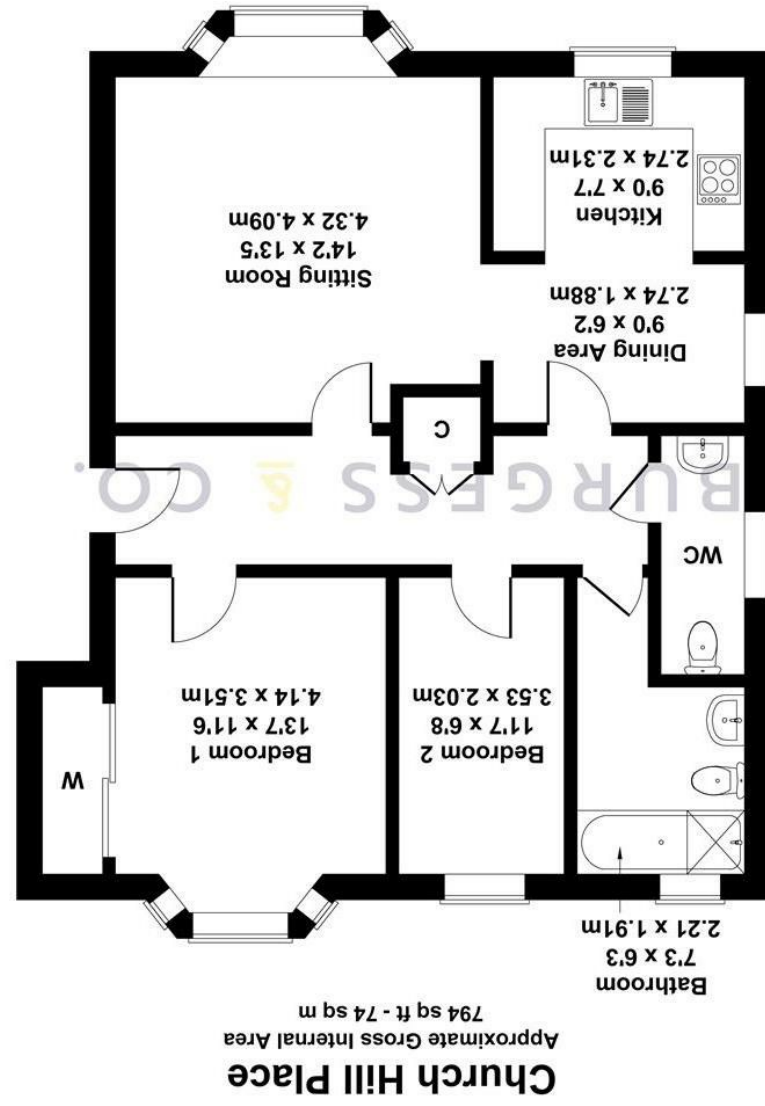 Church Hill Place
Approximate Gross Internal Area
794 sq ft - 74 sq m
Bathroom
7'3 x 6'3
2.21 x 1.91m
Bedroom 2
11'7 x 6'8
3.53 x 2.03m
Bedroom 1
13'7 x 11'6
4.14 x 3.51m
W
WC
BURGESS & CO.
C
Dining Area
9'0 x 6'2
2.74 x 1.88m
Sitting Room
14'2 x 13'5
4.32 x 4.09m
Kitchen
9'0 x 7'7
2.74 x 2.31m